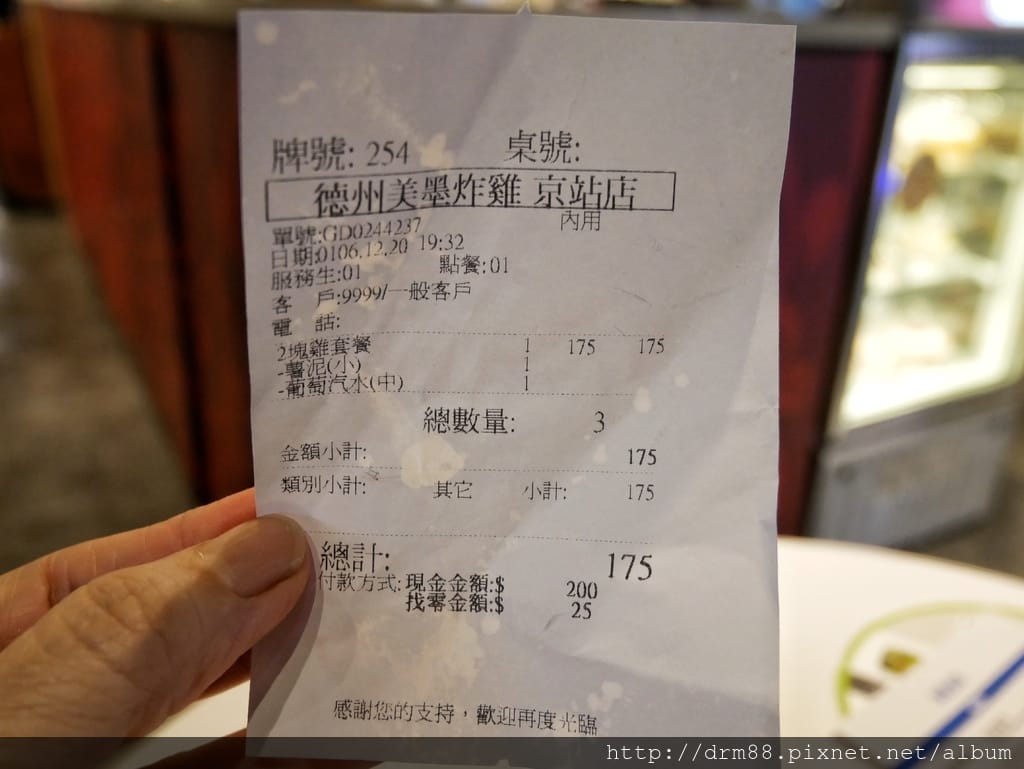 牌號: 254 桌號:
德州美墨炸雞 京站店
內用
單號:GD0244237
日期:0106.12.20 19:32
服務生:01 點餐:01
客 戶:9999/一般客戶
電 話:
2塊雞套餐 1 175 175
-薯泥(小) 1
-葡萄汽水(中) 1
總數量: 3
金額小計: 175
類別小計: 其它 小計: 175
總計: 175
付款方式: 現金金額:$ 200
找零金額:$ 25
感謝您的支持，歡迎再度光臨
http://drm88.pixnet.net/album